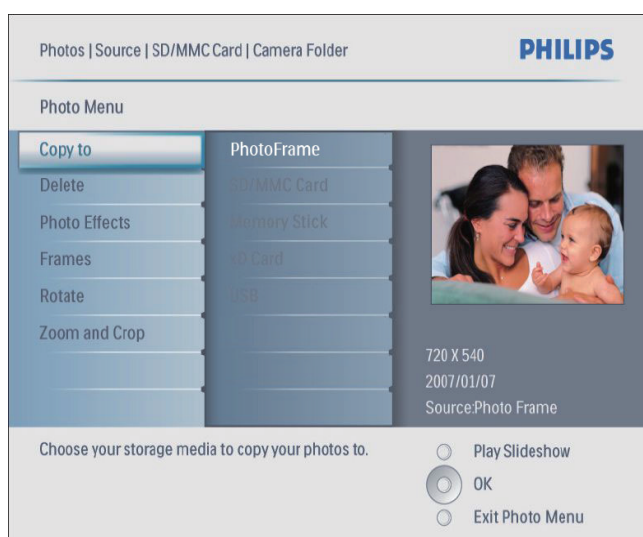 Photos | Source | SD/MMC Card | Camera Folder
PHILIPS
Photo Menu
Copy to
Delete
Photo Effects
Frames
Rotate
Zoom and Crop
PhotoFrame
SD/MMC Card
Memory Stick
xD Card
USB
720 X 540
2007/01/07
Source:Photo Frame
Choose your storage media to copy your photos to.
Play Slideshow
OK
Exit Photo Menu